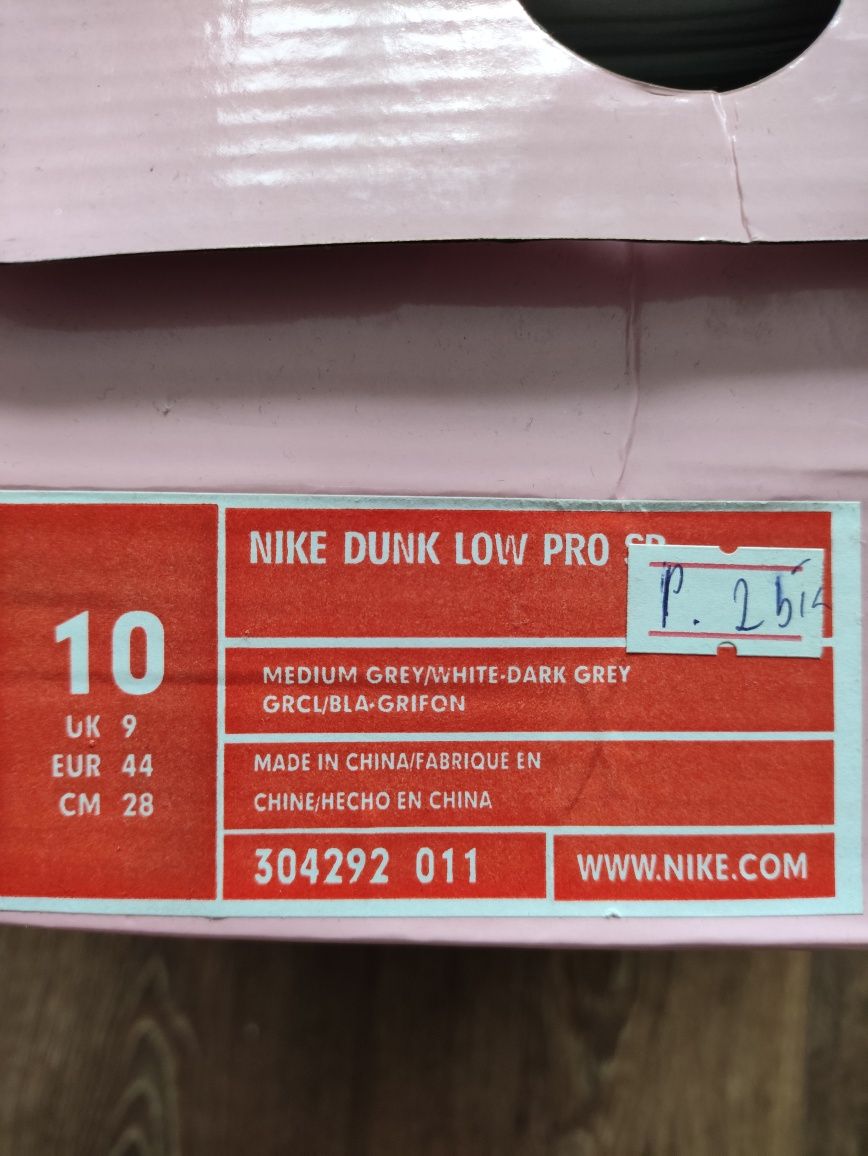 10
UK 9
EUR 44
CM 28
NIKE DUNK LOW PRO
P. 2
MEDIUM GREY/WHITE-DARK GREY
GRCL/BLA-GRIFON
MADE IN CHINA/FABRIQUE EN
CHINE/HECHO EN CHINA
304292 011
WWW.NIKE.COM